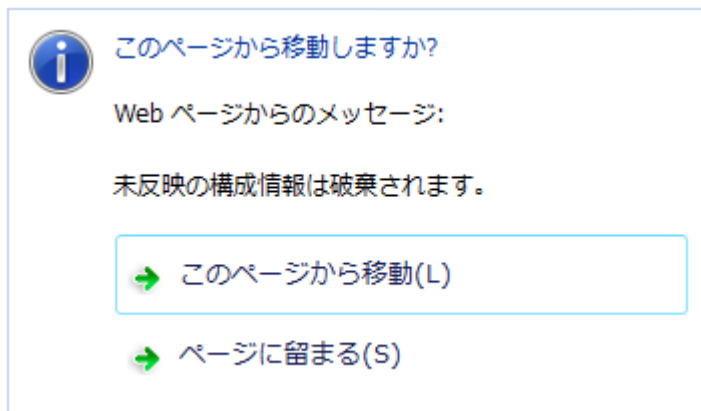 このページから移動しますか?
Web ページからのメッセージ:
未反映の構成情報は破棄されます。
このページから移動(L)
ページに留まる(S)